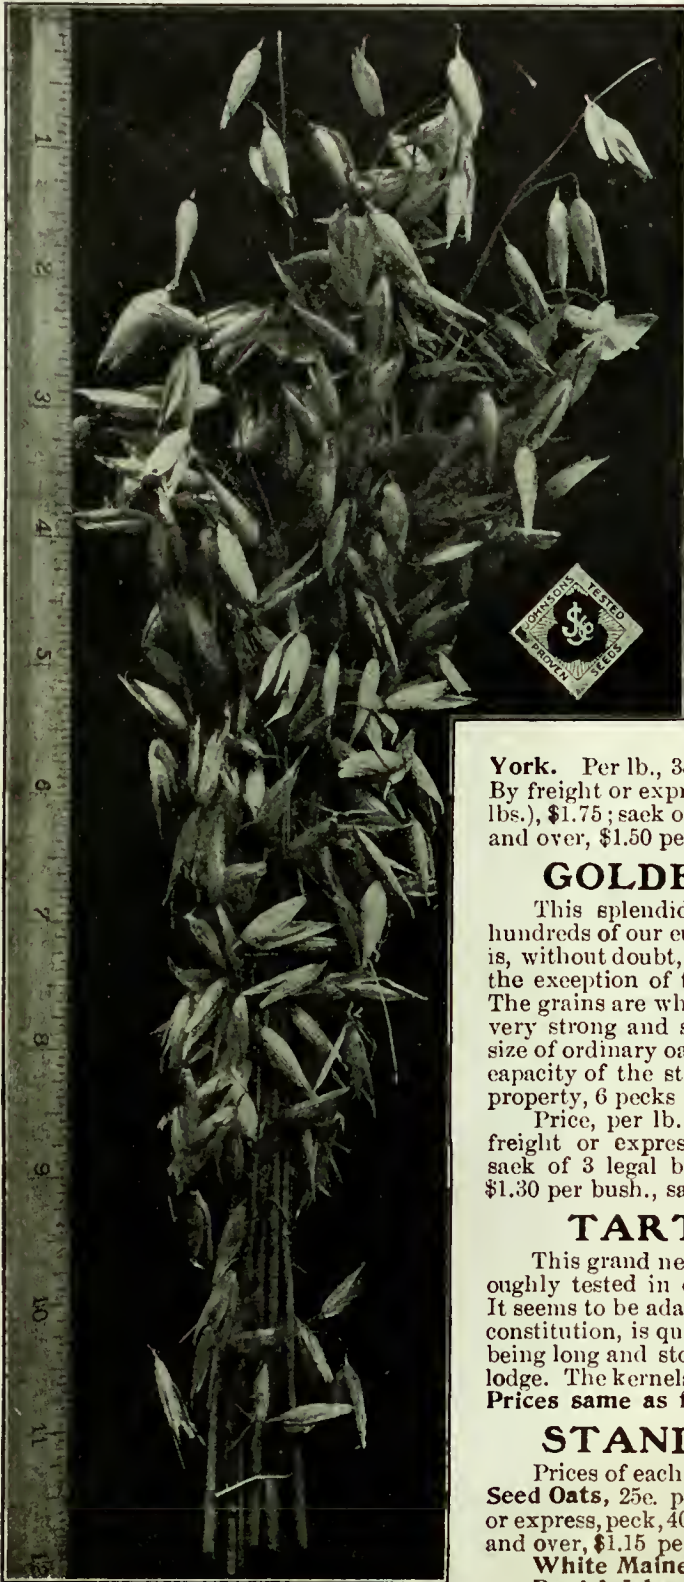 1
2
3
4
5
6
7
8
9
10
11
12
JOHNSONS TESTED
PROVEN SEEDS
York. Per lb., 3
By freight or expr
lbs.), $1.75; sack o
and over, $1.50 pe
GOLDE
This splendid
hundreds of our cu
is, without doubt,
the exception of t
The grains are wh
very strong and s
size of ordinary oa
capacity of the st
property, 6 pecks
Price, per lb.
freight or expres
sack of 3 legal b
$1.30 per bush., sa
TART
This grand ne
oughly tested in
It seems to be ada
constitution, is qu
being long and sto
lodge. The kernels
Prices same as f
STAND
Prices of each
Seed Oats, 25c. p
or express, peck, 40
and over, $1.15 pe
White Maine